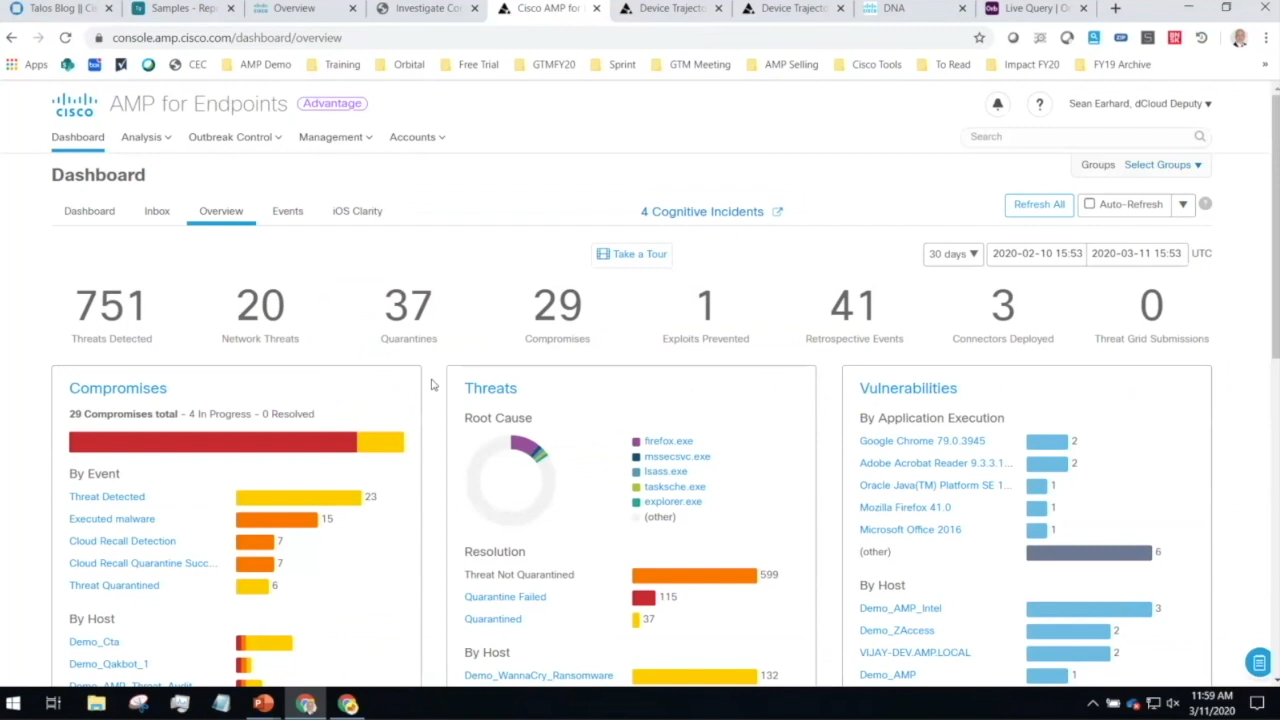 Talos Blog || Cis
Samples - Rep
Overview
Investigate Co
Cisco AMP for
Device Trajecto
Device Trajecto
DNA
Orb
Live Query | O
console.amp.cisco.com/dashboard/overview
Apps
CEC
AMP Demo
Training
Orbital
Free Trial
GTMFY20
Sprint
GTM Meeting
AMP Selling
Cisco Tools
To Read
Impact FY20
FY19 Archive
»
CISCO
AMP for Endpoints
Advantage
?
Sean Earhard, dCloud Deputy
Dashboard
Analysis
Outbreak Control
Management
Accounts
Search
Dashboard
Groups
Select Groups
Dashboard
Inbox
Overview
Events
iOS Clarity
4 Cognitive Incidents
Refresh All
Auto-Refresh
Take a Tour
30 days
2020-02-10 15:53
2020-03-11 15:53
UTC
751
20
37
29
1
41
3
0
Threats Detected
Network Threats
Quarantines
Compromises
Exploits Prevented
Retrospective Events
Connectors Deployed
Threat Grid Submissions
Compromises
29 Compromises total - 4 In Progress - 0 Resolved
By Event
Threat Detected
23
Executed malware
15
Cloud Recall Detection
7
Cloud Recall Quarantine Succ...
7
Threat Quarantined
6
By Host
Demo_Cta
Demo_Qakbot_1
Demo_AMP_Threat_Audit
Threats
Root Cause
firefox.exe
mssecsvc.exe
lsass.exe
tasksche.exe
explorer.exe
(other)
Resolution
Threat Not Quarantined
599
Quarantine Failed
115
Quarantined
37
By Host
Demo_WannaCry_Ransomware
132
Vulnerabilities
By Application Execution
Google Chrome 79.0.3945
2
Adobe Acrobat Reader 9.3.3.1...
2
Oracle Java(TM) Platform SE 1...
1
Mozilla Firefox 41.0
1
Microsoft Office 2016
1
(other)
6
By Host
Demo_AMP_Intel
3
Demo_ZAccess
2
VIJAY-DEV.AMP.LOCAL
2
Demo_AMP
1
11:59 AM
3/11/2020